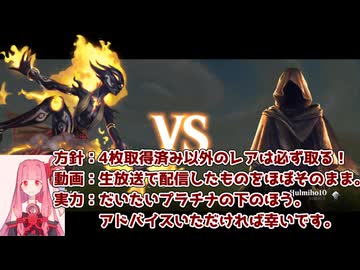 VS
Hulmiho10
方針：4枚取得済み以外のレアは必ず取る！
動画：生放送で配信したものをほぼそのまま。
実力：だいたいプラチナの下のほう。
アドバイスいただければ幸いです。